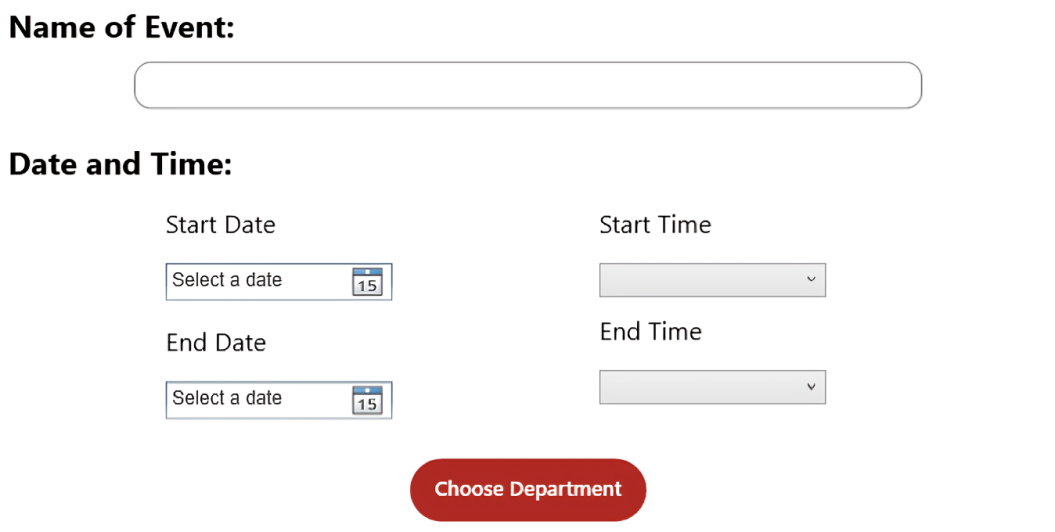 Name of Event:
Date and Time:
Start Date
Start Time
Select a date
15
End Date
End Time
Select a date
15
Choose Department